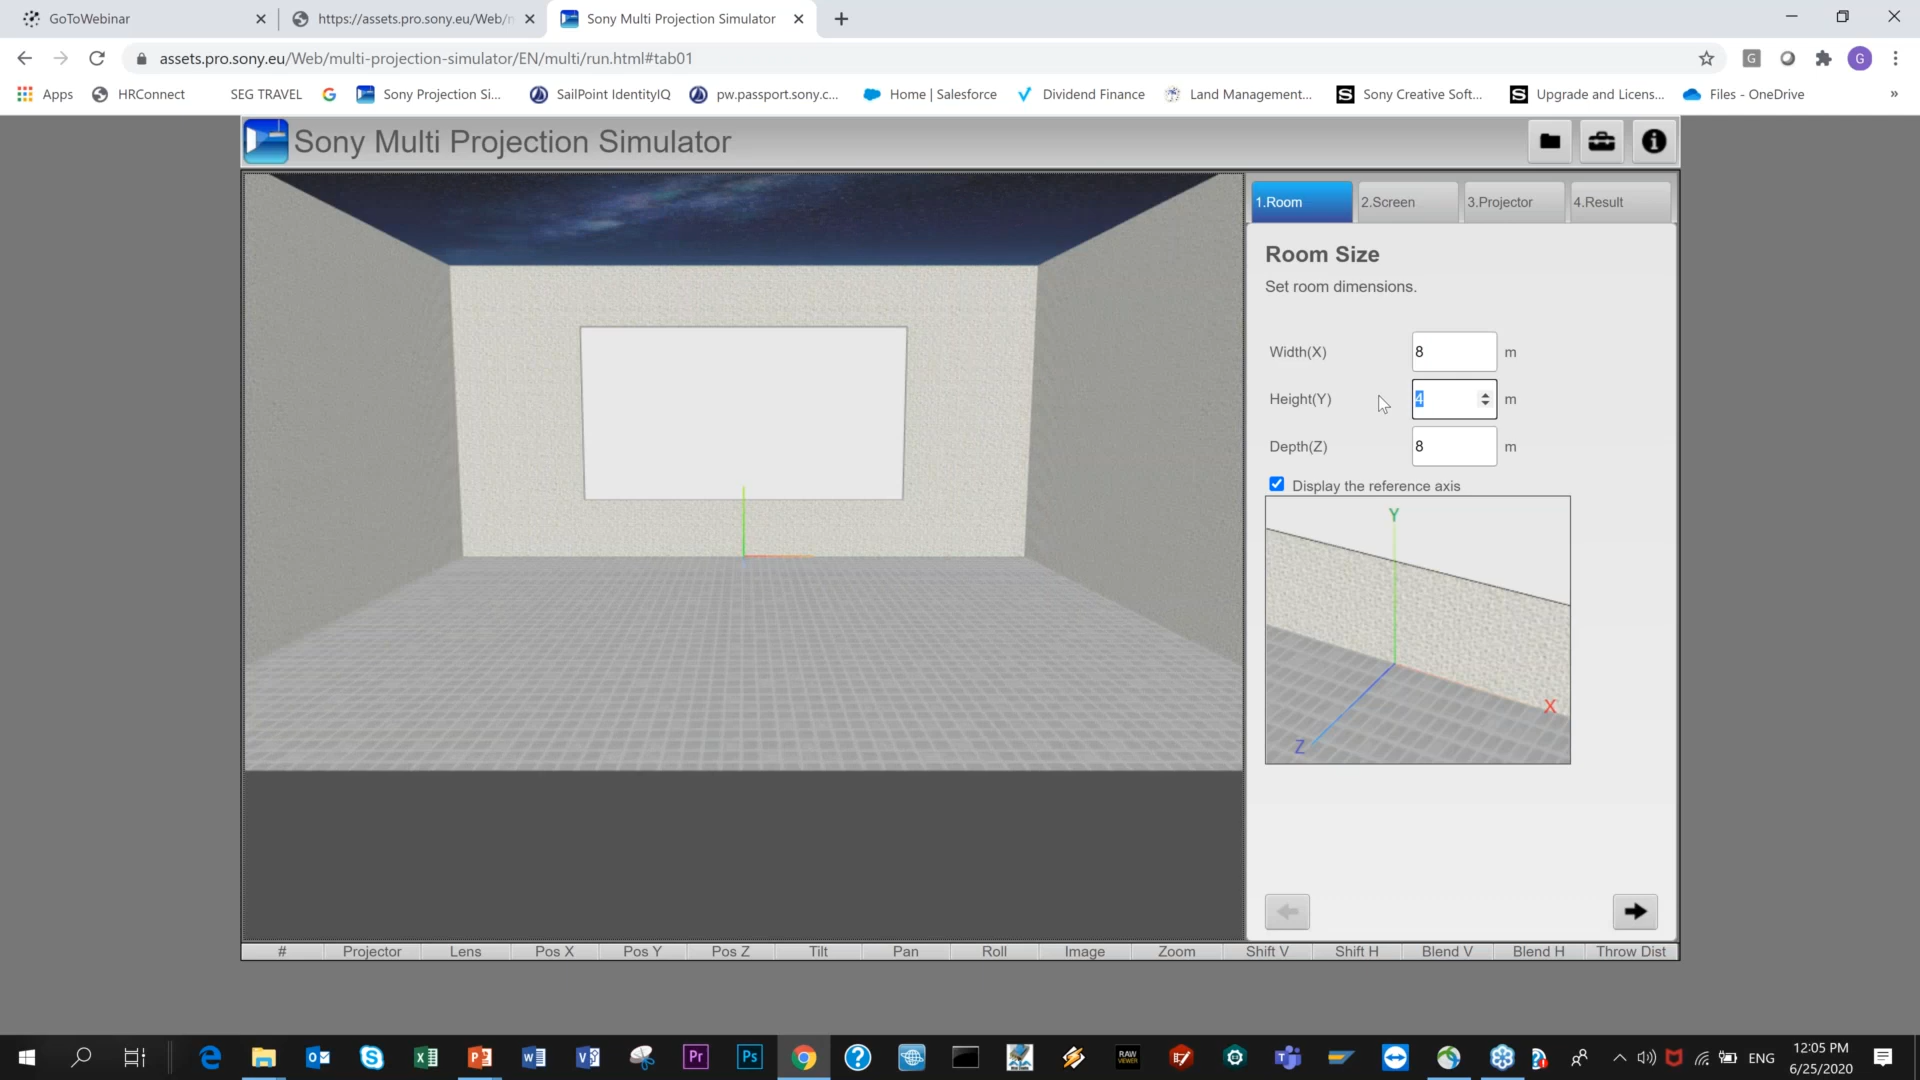 GoToWebinar
https://assets.pro.sony.eu/Web/m
Sony Multi Projection Simulator
assets.pro.sony.eu/Web/multi-projection-simulator/EN/multi/run.html#tab01
G
G
Apps
HRConnect
SEG TRAVEL
Sony Projection Si...
SailPoint IdentityIQ
pw.passport.sony.c...
Home | Salesforce
Dividend Finance
Land Management...
Sony Creative Soft...
Upgrade and Licens...
Files - OneDrive
»
Sony Multi Projection Simulator
1.Room
2.Screen
3.Projector
4.Result
Room Size
Set room dimensions.
Width(X) 8 m
Height(Y) 4 m
Depth(Z) 8 m
Display the reference axis
Y
X
Z
# Projector Lens Pos X Pos Y Pos Z Tilt Pan Roll Image Zoom Shift V Shift H Blend V Blend H Throw Dist
Pr
Ps
RAW
VIEWER
ENG
12:05 PM
6/25/2020